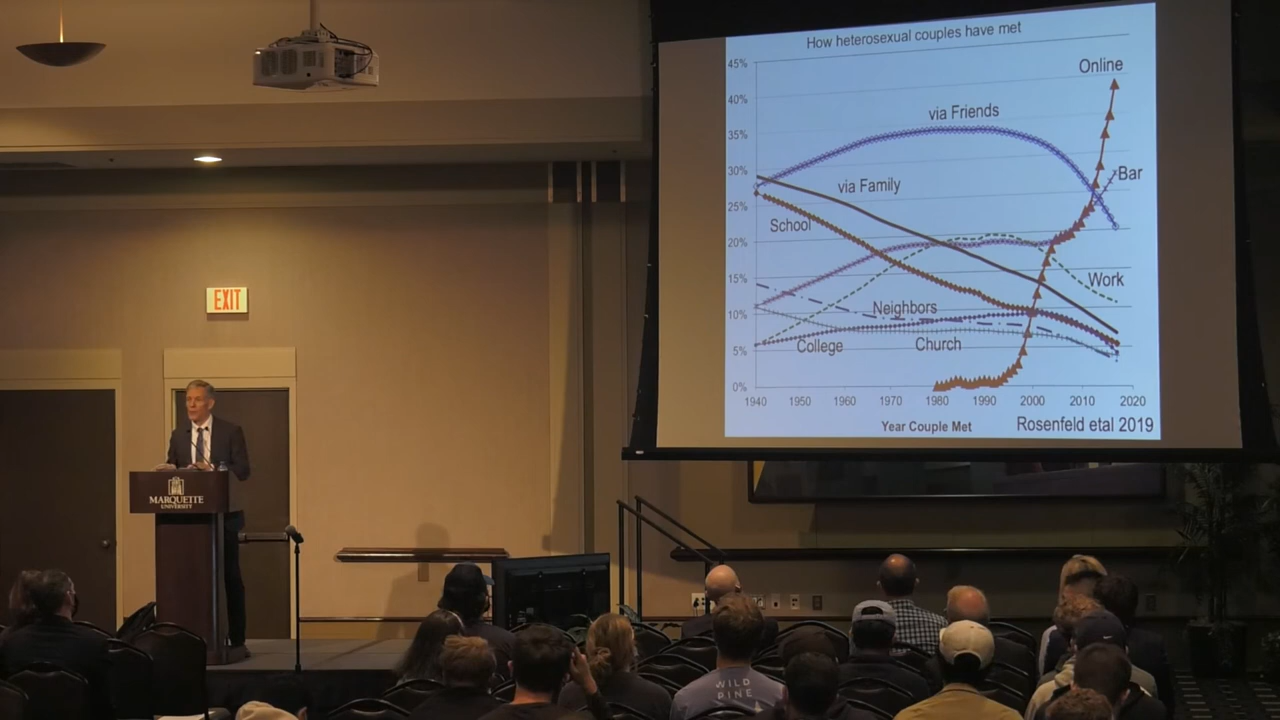 How heterosexual couples have met
45%
40%
35%
30%
25%
20%
15%
10%
5%
0%
Online
via Friends
Bar
via Family
School
Work
Neighbors
College
Church
1940 1950 1960 1970 1980 1990 2000 2010 2020
Year Couple Met
Rosenfeld etal 2019
EXIT
MARQUETTE
UNIVERSITY
WILD
PINE